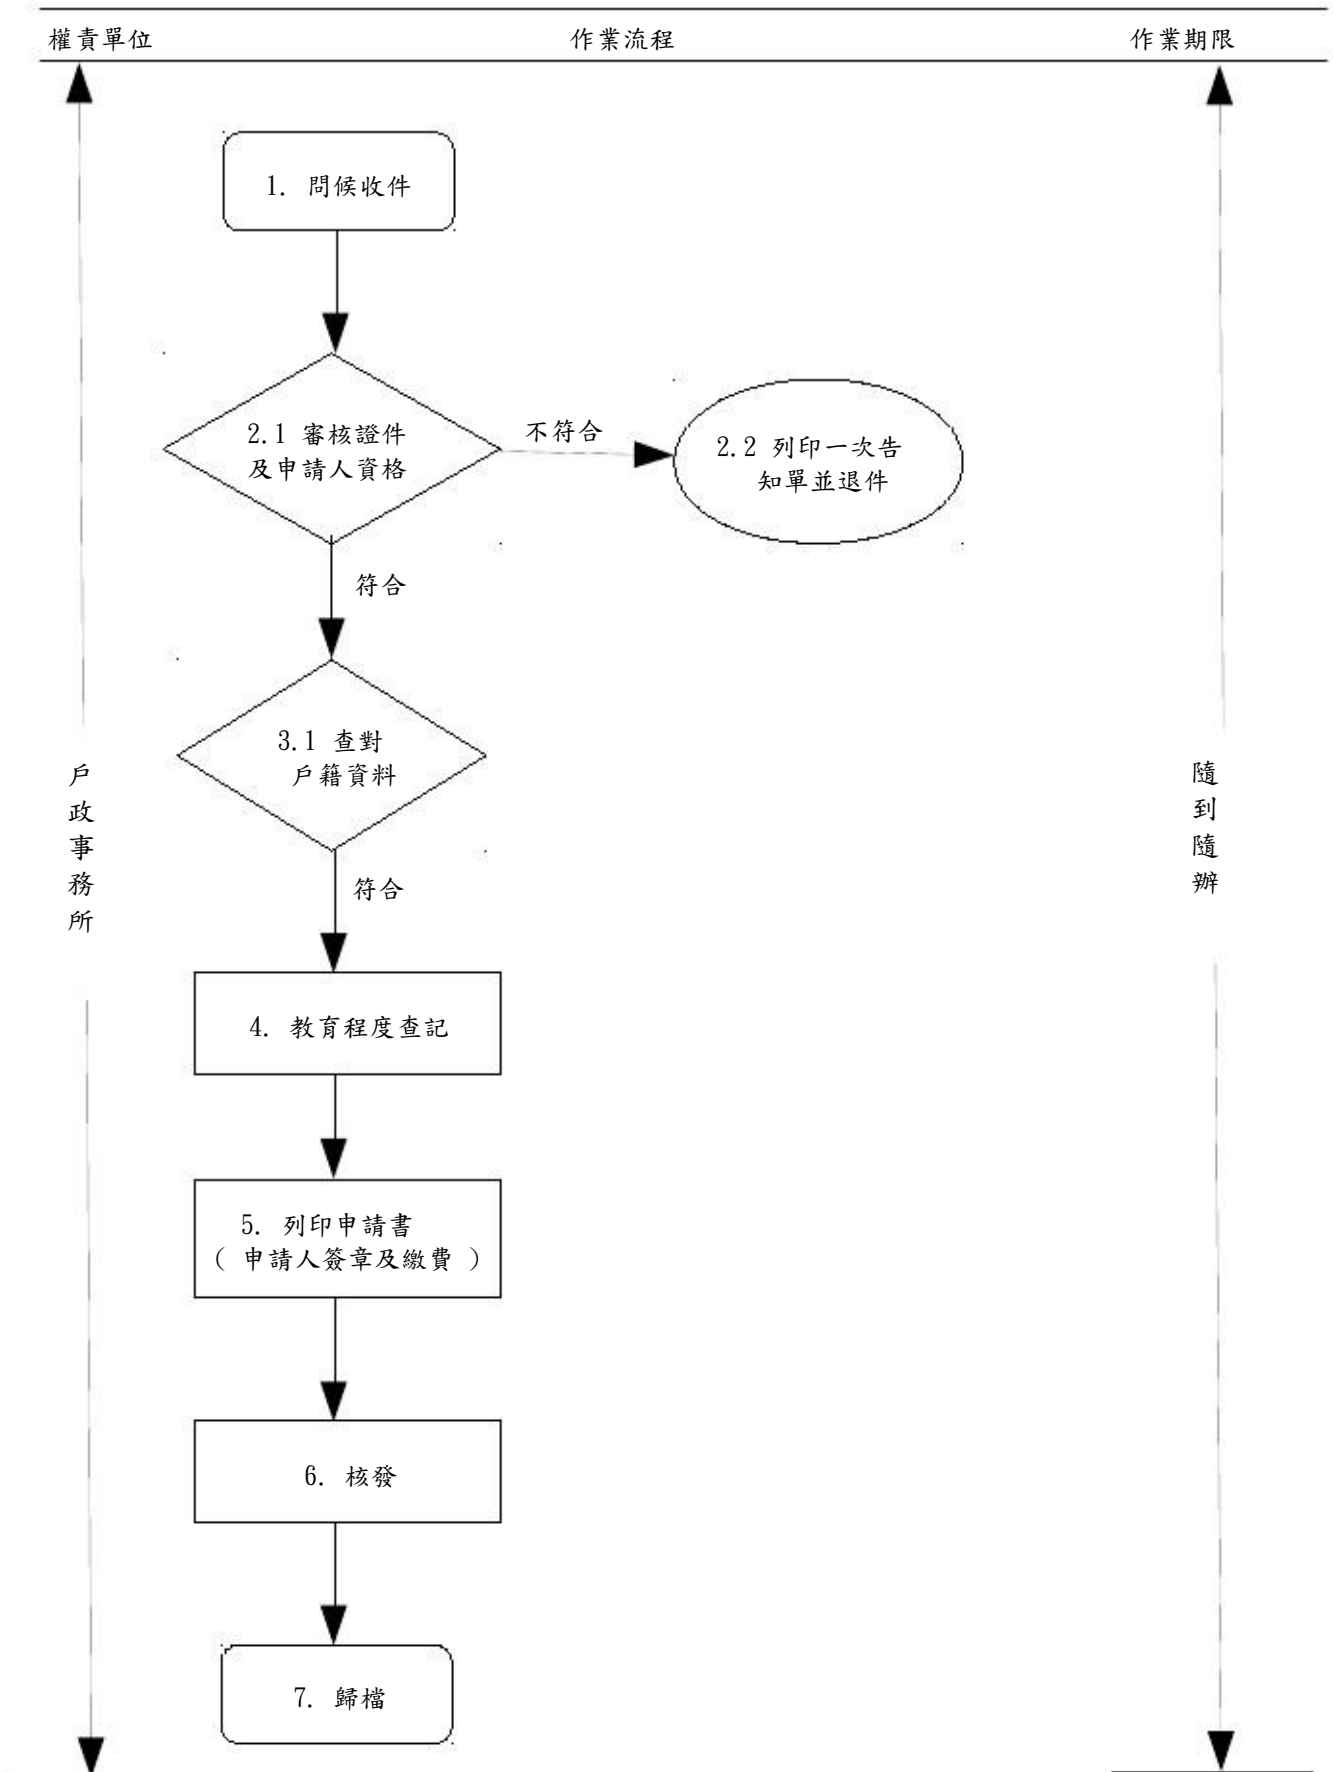 權責單位 作業流程 作業期限
1. 問候收件
2.1 審核證件
及申請人資格
不符合
2.2 列印一次告
知單並退件
符合
3.1 查對
戶籍資料
戶政事務所
隨到隨辦
符合
4. 教育程度查記
5. 列印申請書
( 申請人簽章及繳費 )
6. 核發
7. 歸檔